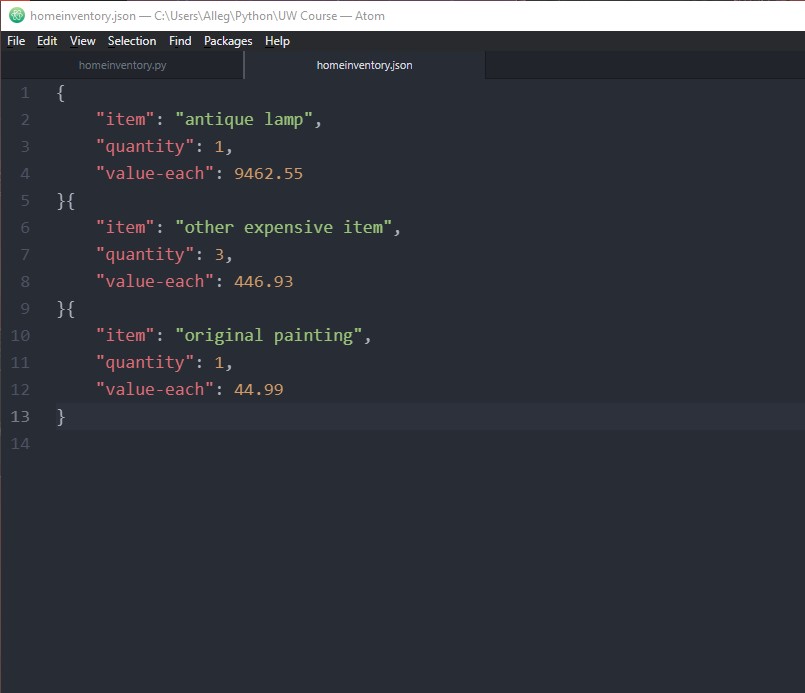 homeinventory.json — C:\Users\Alleg\Python\UW Course — Atom
File Edit View Selection Find Packages Help
homeinventory.py homeinventory.json
1 {
2     "item": "antique lamp",
3     "quantity": 1,
4     "value-each": 9462.55
5 }{
6     "item": "other expensive item",
7     "quantity": 3,
8     "value-each": 446.93
9 }{
10     "item": "original painting",
11     "quantity": 1,
12     "value-each": 44.99
13 }
14